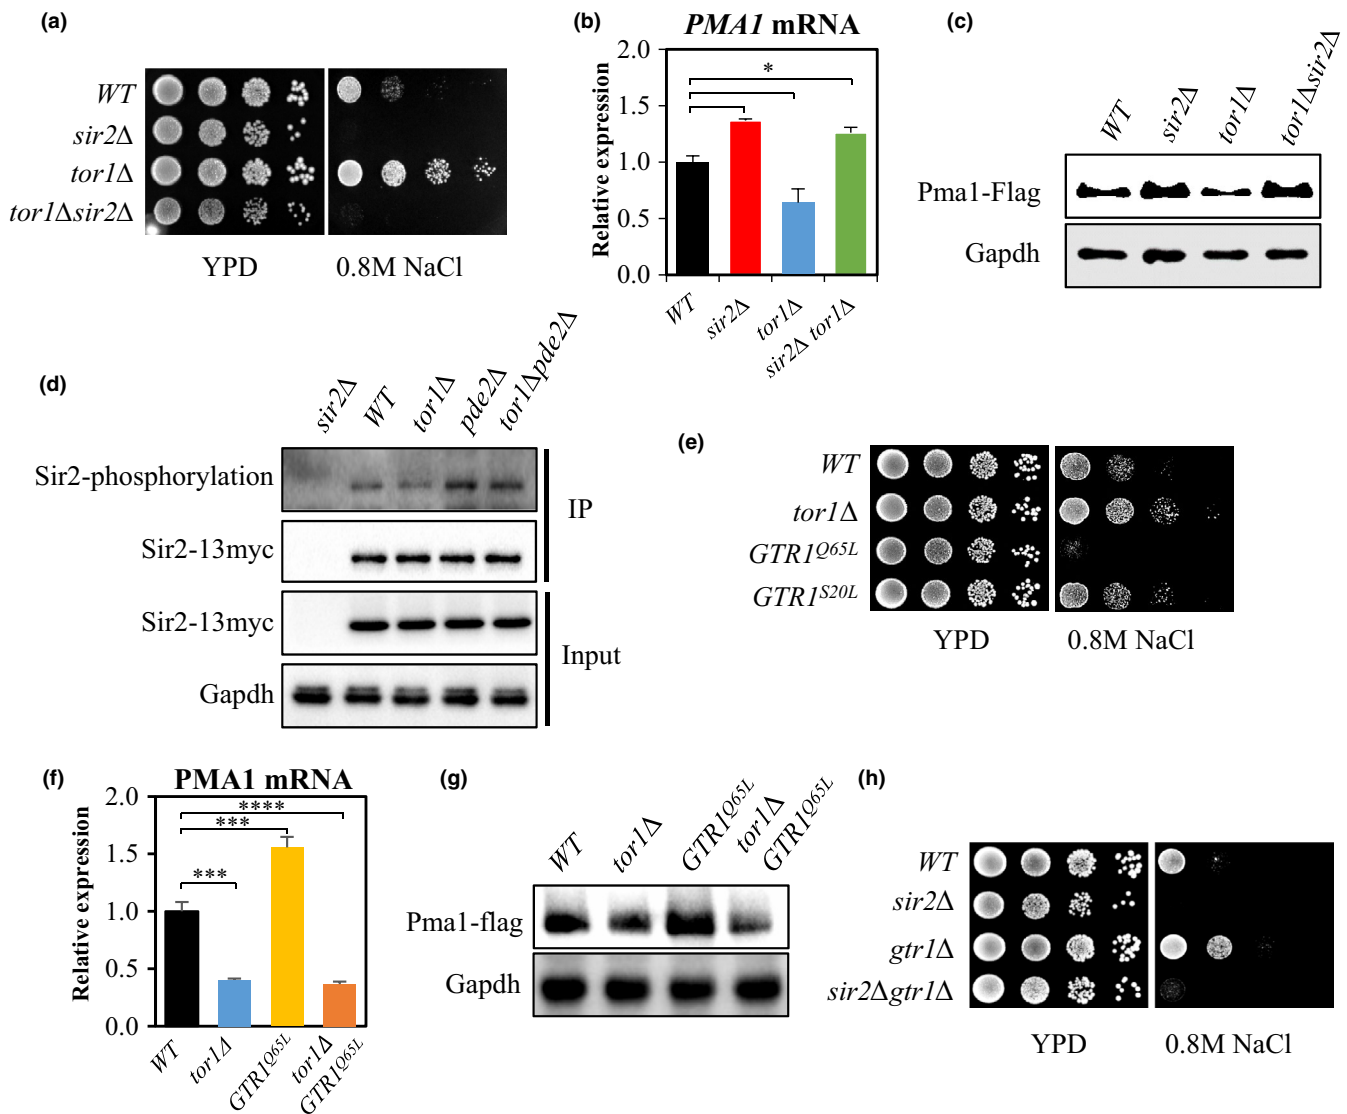 (a)
WT
sir2Δ
tor1Δ
tor1Δsir2Δ
YPD
0.8M NaCl
(b)
PMA1 mRNA
Relative expression
2.0
1.5
1.0
0.5
0.0
*
WT
sir2Δ
tor1Δ
sir2Δ tor1Δ
(c)
WT
sir2Δ
tor1Δ
tor1Δsir2Δ
Pma1-Flag
Gapdh
(d)
sir2Δ
WT
tor1Δ
pde2Δ
tor1Δpde2Δ
Sir2-phosphorylation
Sir2-13myc
IP
Sir2-13myc
Gapdh
Input
(e)
WT
tor1Δ
GTR1Q65L
GTR1S20L
YPD
0.8M NaCl
(f)
PMA1 mRNA
Relative expression
2.0
1.5
1.0
0.5
0.0
****
***
***
WT
tor1Δ
GTR1Q65L
tor1Δ
GTR1Q65L
(g)
WT
tor1Δ
GTR1Q65L
tor1Δ
GTR1Q65L
Pma1-flag
Gapdh
(h)
WT
sir2Δ
gtr1Δ
sir2Δgtr1Δ
YPD
0.8M NaCl